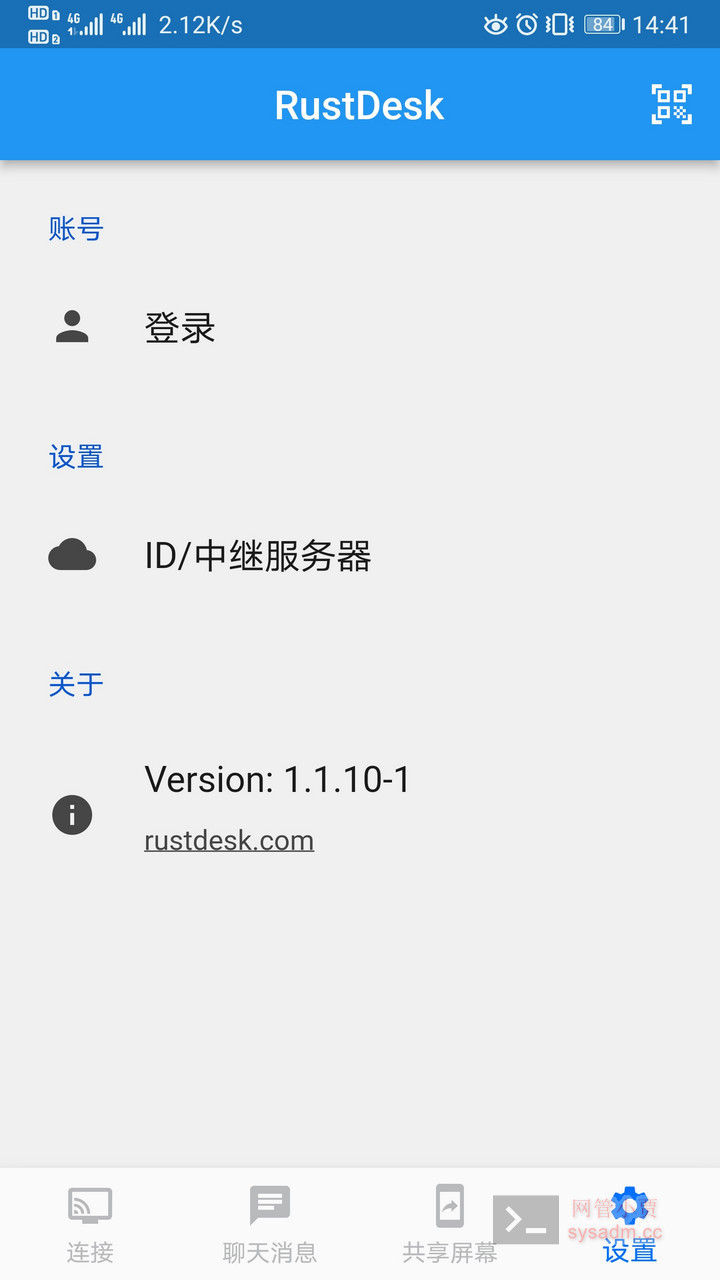 HD 1 4G 4G 2.12K/s 84 14:41
HD 2
RustDesk
账号
登录
设置
ID/中继服务器
关于
Version: 1.1.10-1
rustdesk.com
连接
聊天消息
共享屏幕
设置
网管小贾
sysadm.cc